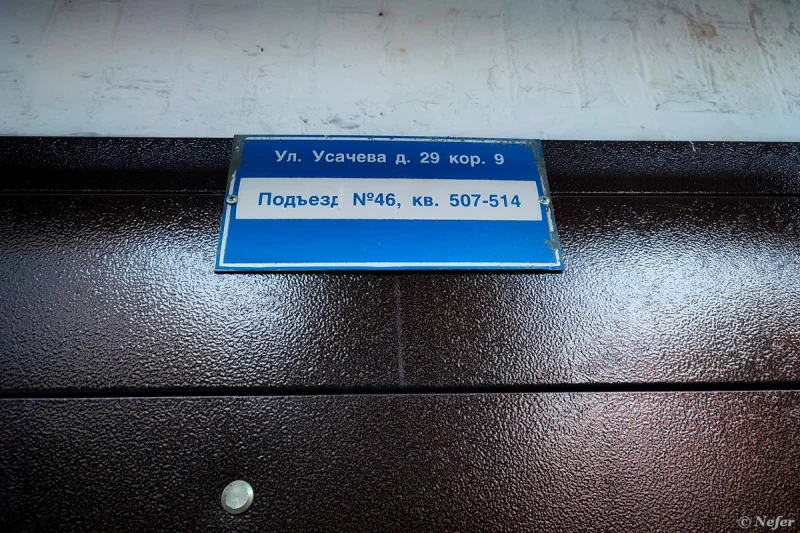 Ул. Усачева д. 29 кор. 9
Подъезд №46, кв. 507-514
© Nefer